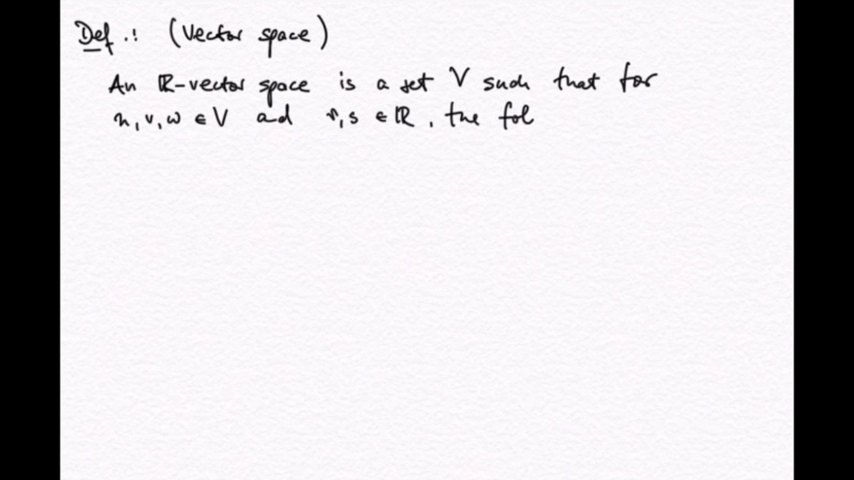 Def.: (Vector space)
An ℝ-vector space is a set V such that for
u, v, w ∈ V and r, s ∈ ℝ, the fol